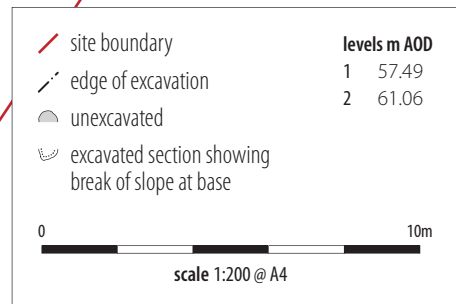 site boundary
edge of excavation
unexcavated
excavated section showing
break of slope at base
levels m AOD
1 57.49
2 61.06
0 10m
scale 1:200 @ A4